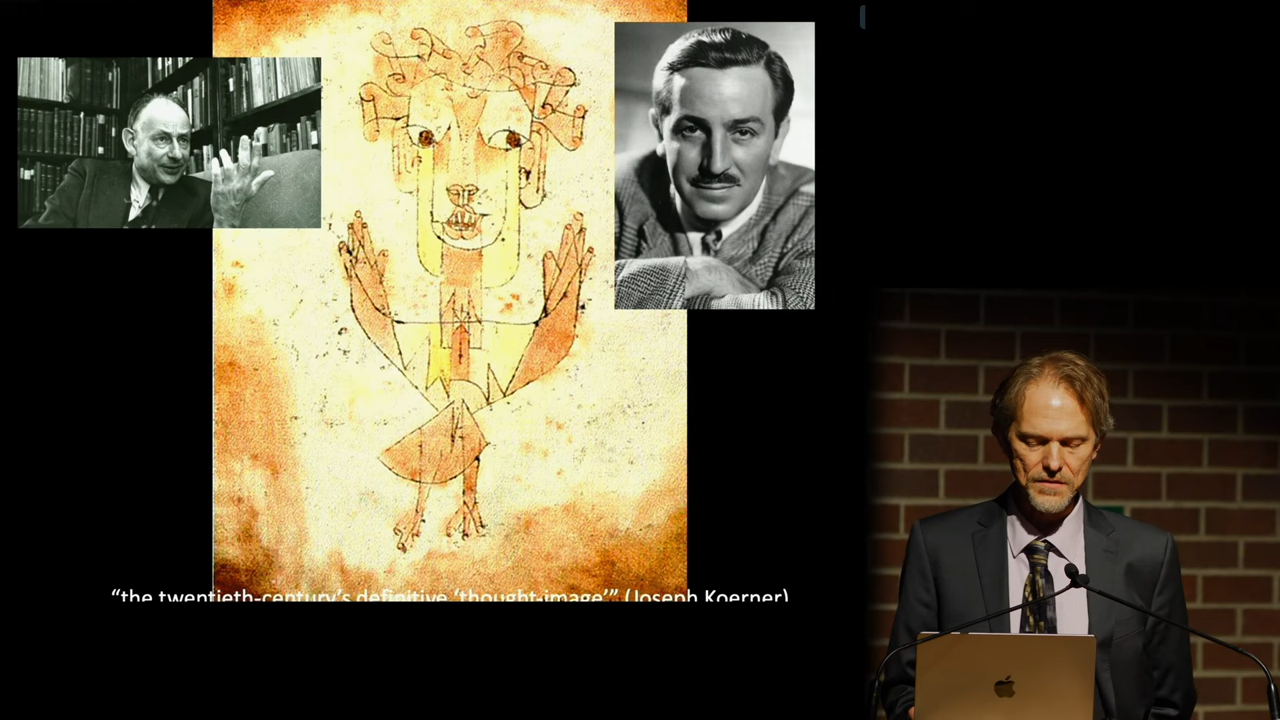 “the twentieth-century’s definitive ‘thought-image’” (Joseph Koerner)